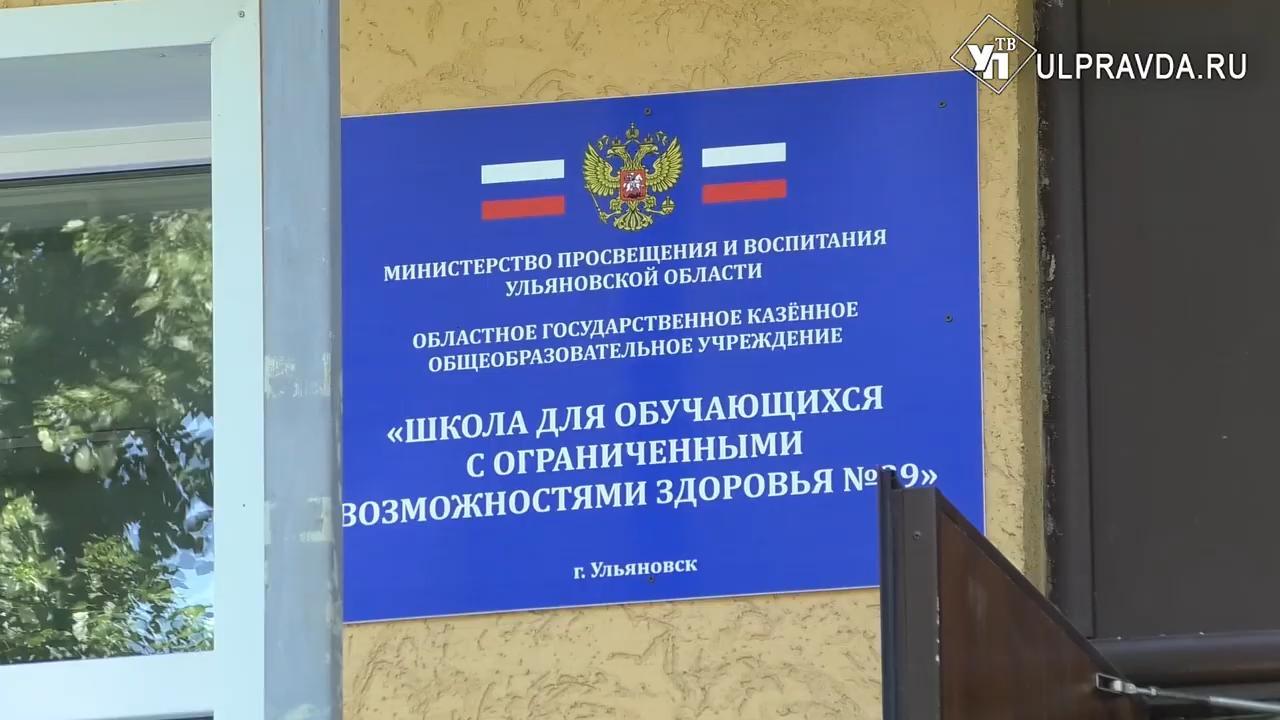 УП ТВ ULPRAVDA.RU
МИНИСТЕРСТВО ПРОСВЕЩЕНИЯ И ВОСПИТАНИЯ
УЛЬЯНОВСКОЙ ОБЛАСТИ
ОБЛАСТНОЕ ГОСУДАРСТВЕННОЕ КАЗЁННОЕ
ОБЩЕОБРАЗОВАТЕЛЬНОЕ УЧРЕЖДЕНИЕ
«ШКОЛА ДЛЯ ОБУЧАЮЩИХСЯ
С ОГРАНИЧЕННЫМИ
ВОЗМОЖНОСТЯМИ ЗДОРОВЬЯ
г. Ульяновск